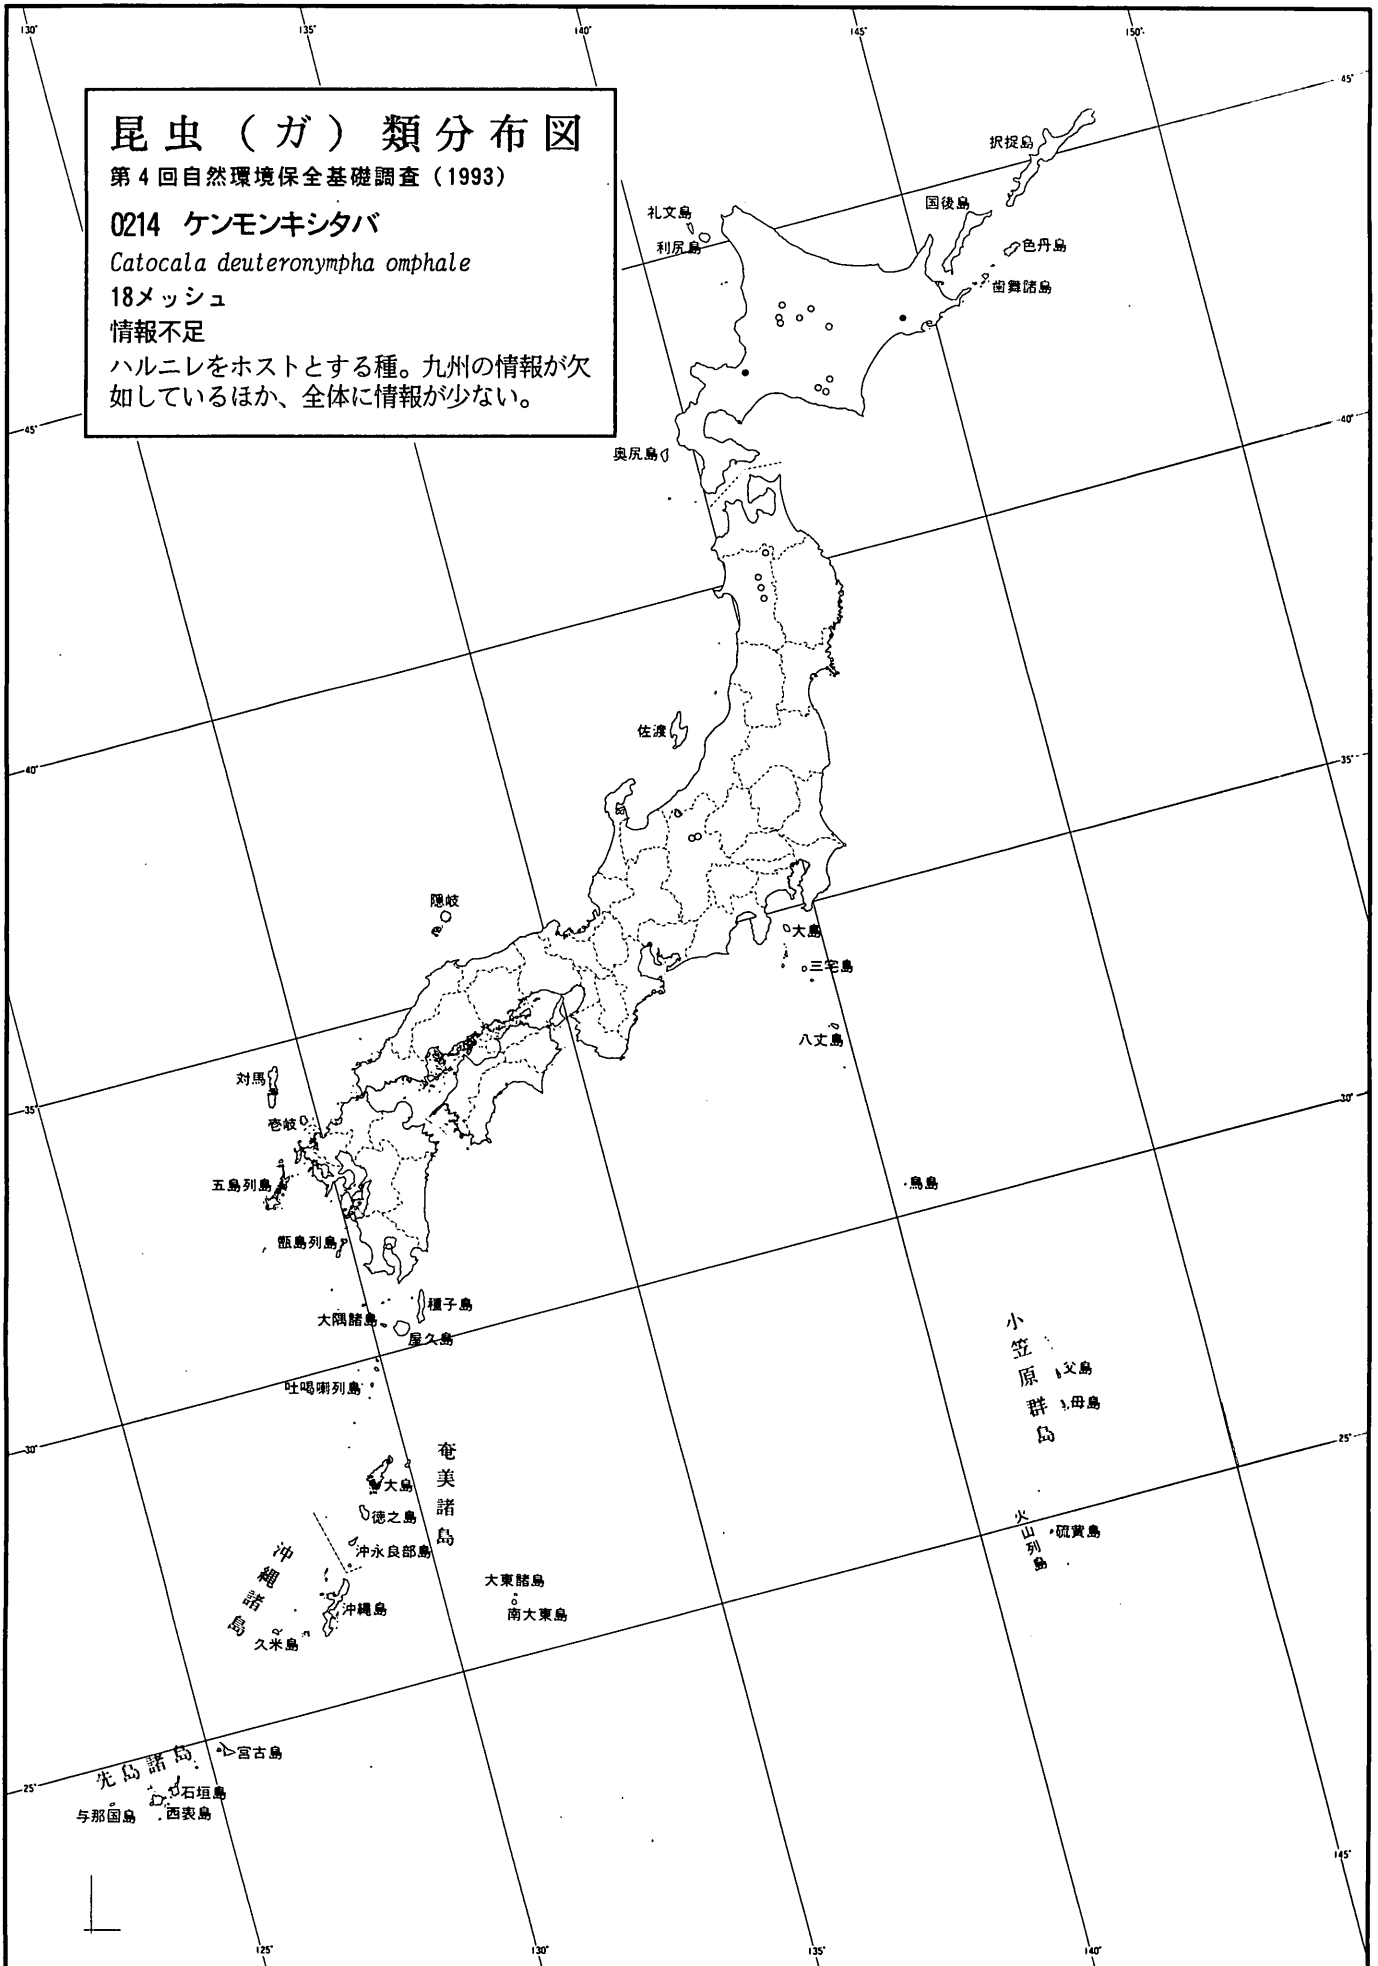 130°
135°
140°
145°
150°
45°
昆虫（ガ）類分布図
第4回自然環境保全基礎調査（1993）
0214 ケンモンキシタバ
Catocala deuteronympha omphale
18メッシュ
情報不足
ハルニレをホストとする種。九州の情報が欠
如しているほか、全体に情報が少ない。
択捉島
国後島
色丹島
歯舞諸島
礼文島
利尻島
奥尻島
45°
40°
佐渡
40°
35°
隠岐
大島
三宅島
八丈島
対馬
35°
壱岐
30°
五島列島
鳥島
甑島列島
種子島
大隅諸島
屋久島
吐喝喇列島
小笠原群島
父島
母島
30°
25°
奄美諸島
大島
徳之島
沖永良部島
火山列島
硫黄島
沖縄諸島
沖縄島
久米島
大東諸島
南大東島
先島諸島
宮古島
石垣島
西表島
与那国島
25°
145°
125°
130°
135°
140°